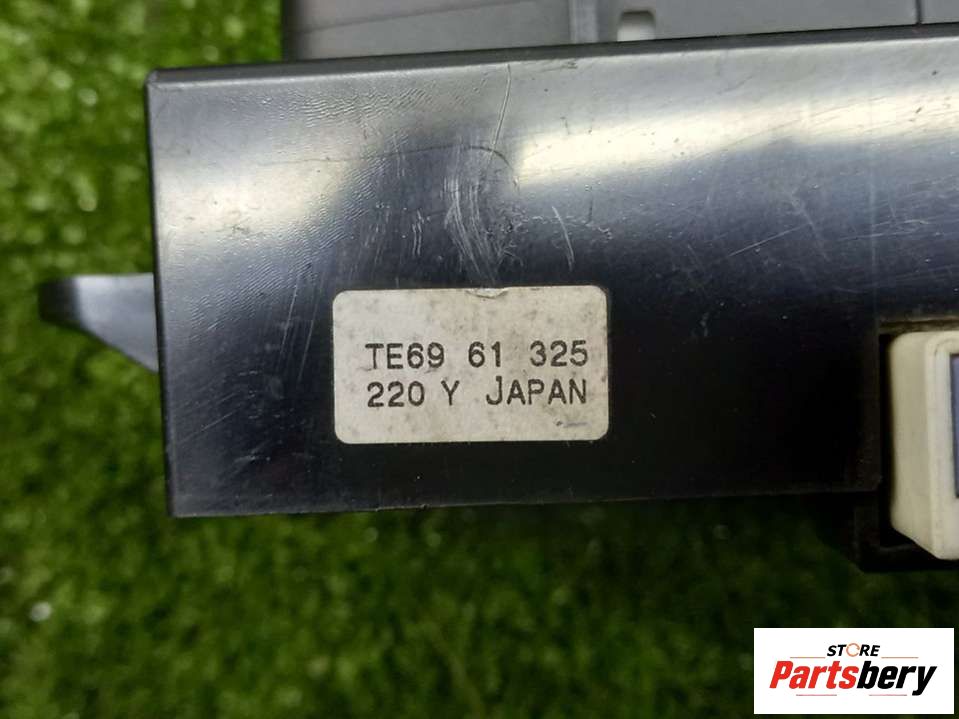 TE69 61 325
220 Y JAPAN
STORE
Partsbery